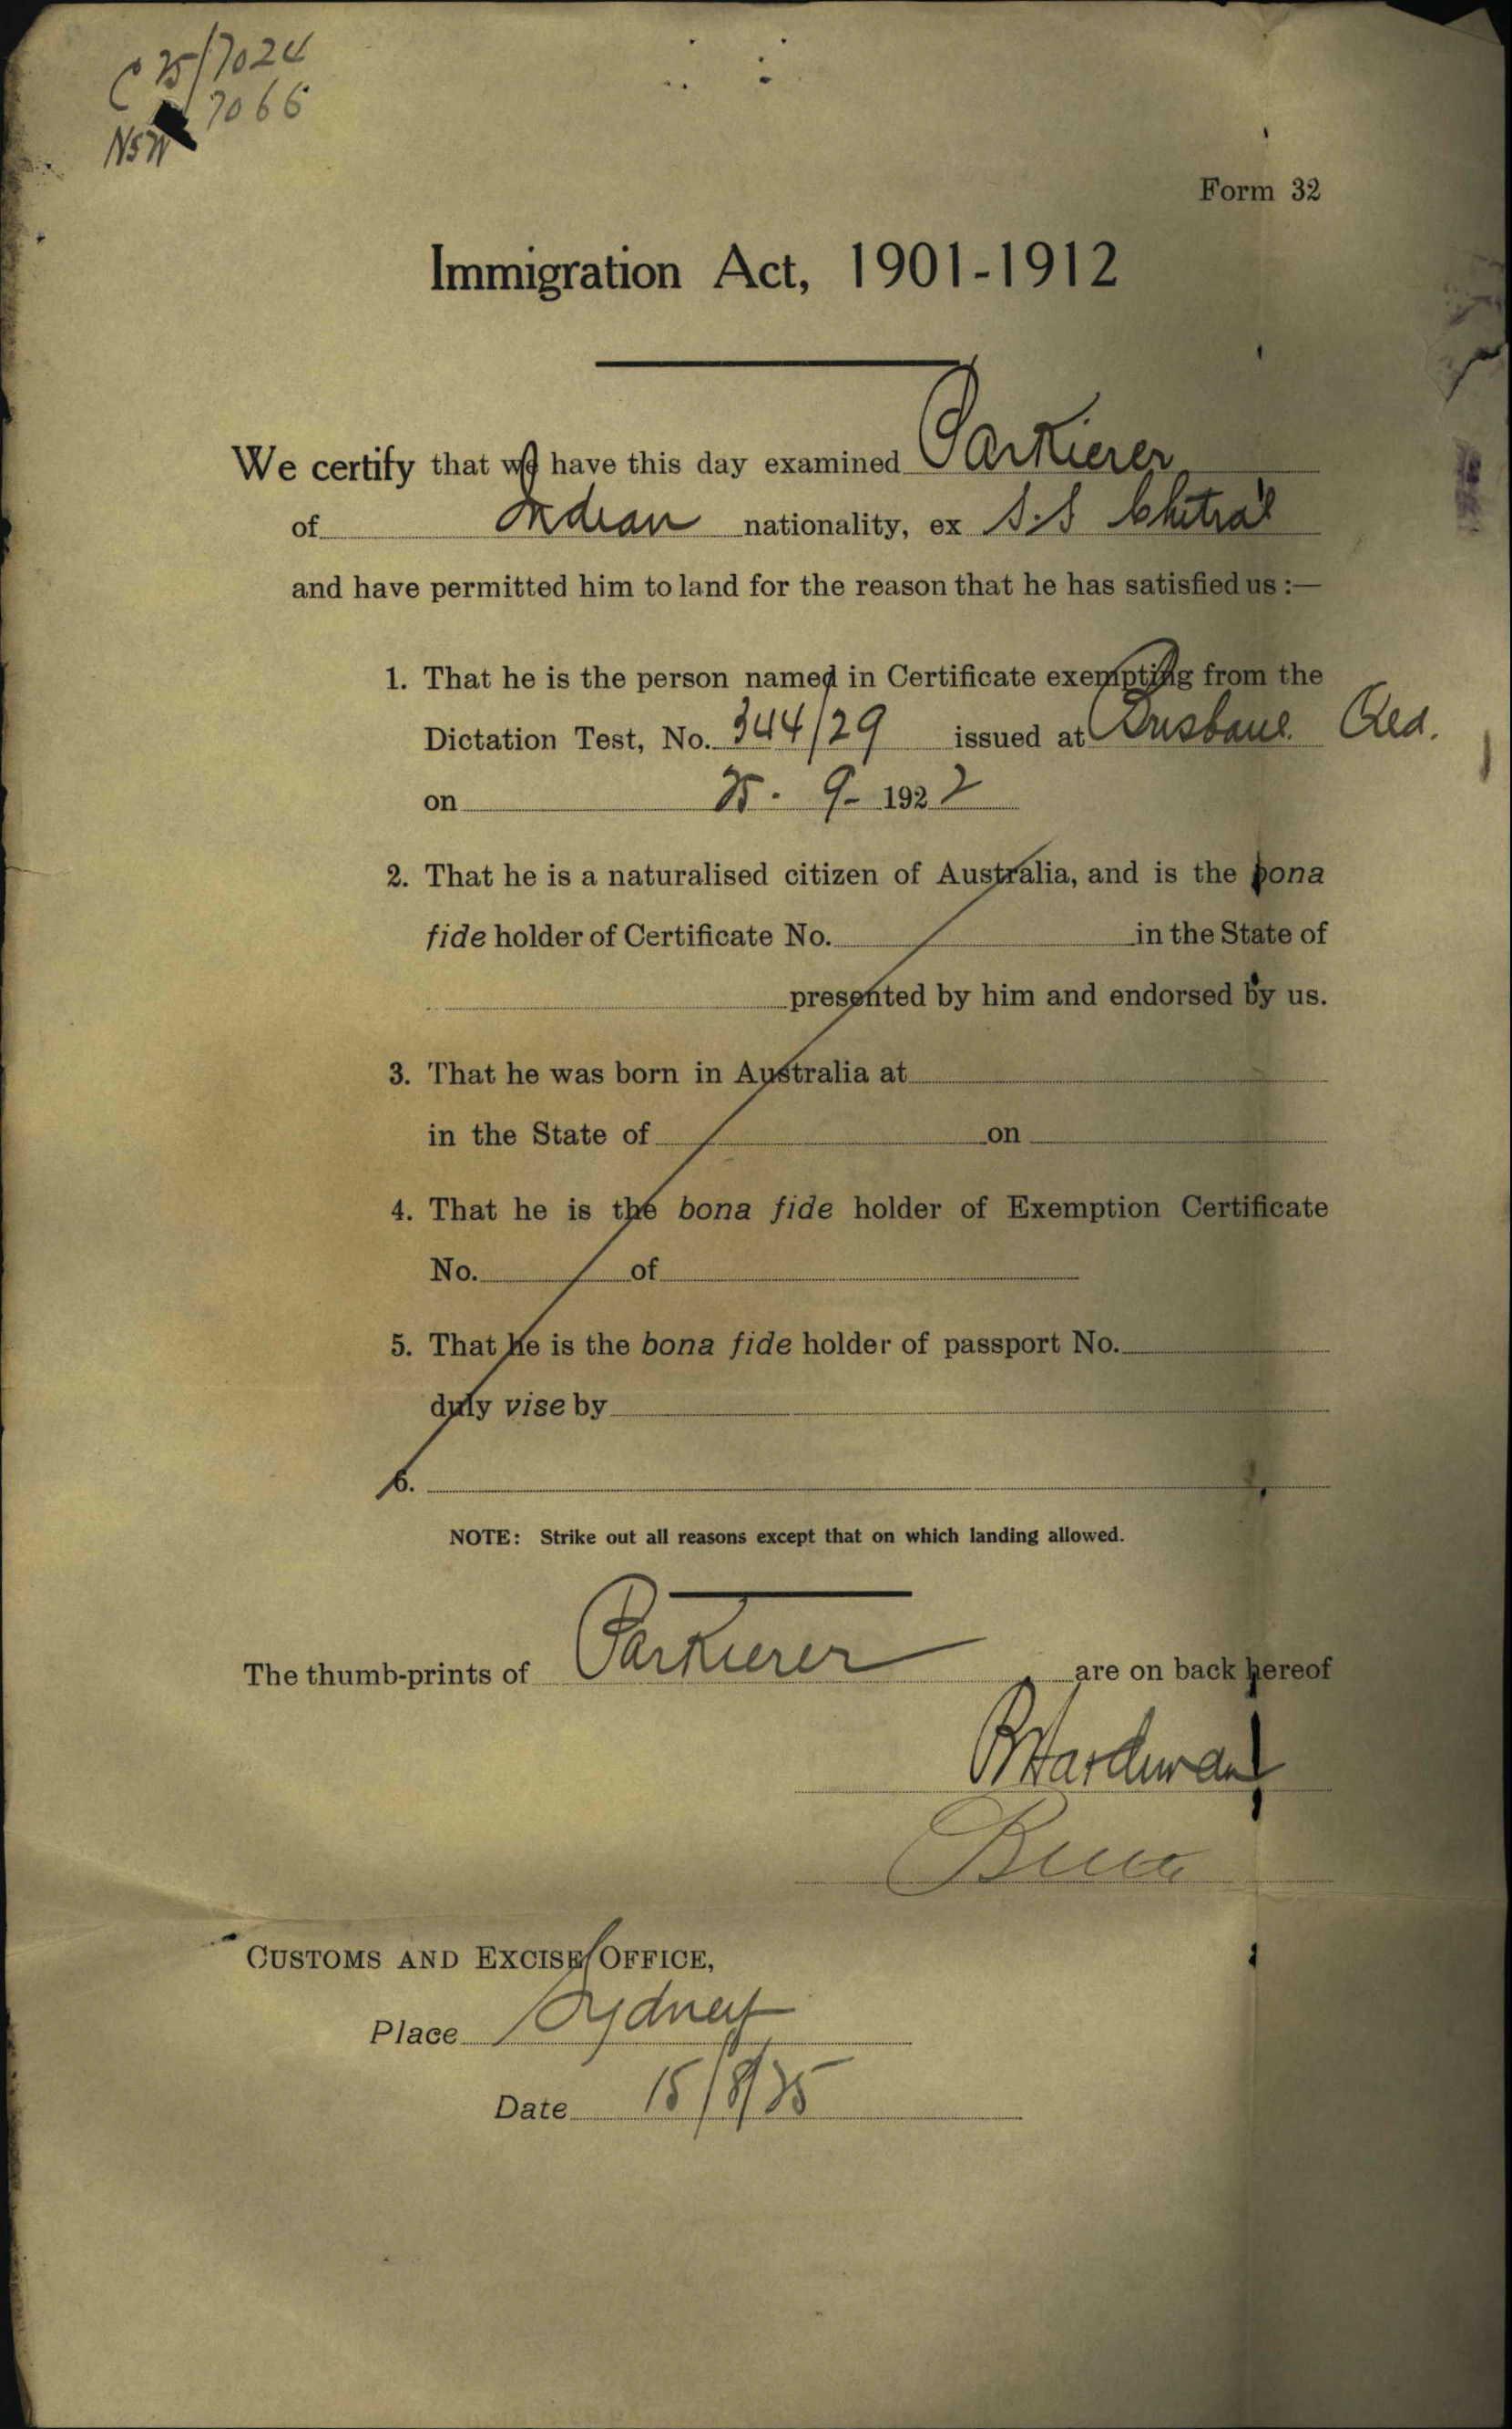 C 25/7024
7066
NSW
Form 32
Immigration Act, 1901-1912
We certify that we have this day examined Parkierer
of Indian nationality, ex S.S Chitral
and have permitted him to land for the reason that he has satisfied us :—
1. That he is the person named in Certificate exempting from the
Dictation Test, No. 344/29 issued at Brisbane. Qld.
on 25. 9- 1922
2. That he is a naturalised citizen of Australia, and is the bona
fide holder of Certificate No. in the State of
presented by him and endorsed by us.
3. That he was born in Australia at
in the State of on
4. That he is the bona fide holder of Exemption Certificate
No. of
5. That he is the bona fide holder of passport No.
duly vise by
6.
NOTE: Strike out all reasons except that on which landing allowed.
The thumb-prints of Parkierer are on back hereof
CUSTOMS AND EXCISE OFFICE,
Place Sydney
Date 15/8/25